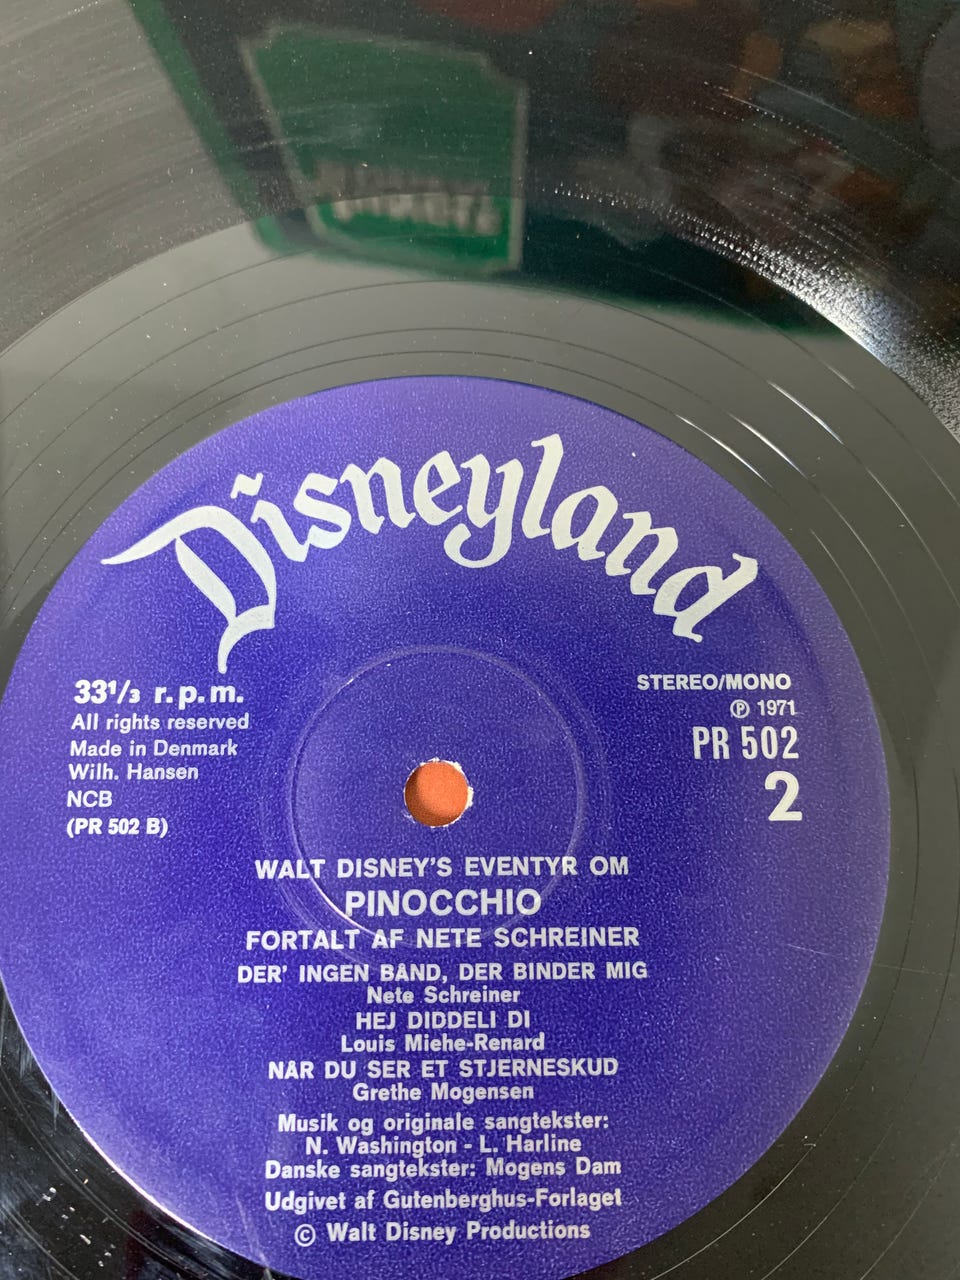 Disneyland
33⅓ r.p.m.
All rights reserved
Made in Denmark
Wilh. Hansen
NCB
(PR 502 B)
STEREO/MONO
℗ 1971
PR 502
2
WALT DISNEY'S EVENTYR OM
PINOCCHIO
FORTALT AF NETE SCHREINER
DER' INGEN BÅND, DER BINDER MIG
Nete Schreiner
HEJ DIDDELI DI
Louis Miehe-Renard
NÅR DU SER ET STJERNESKUD
Grethe Mogensen
Musik og originale sangtekster:
N. Washington - L. Harline
Danske sangtekster: Mogens Dam
Udgivet af Gutenberghus-Forlaget
© Walt Disney Productions